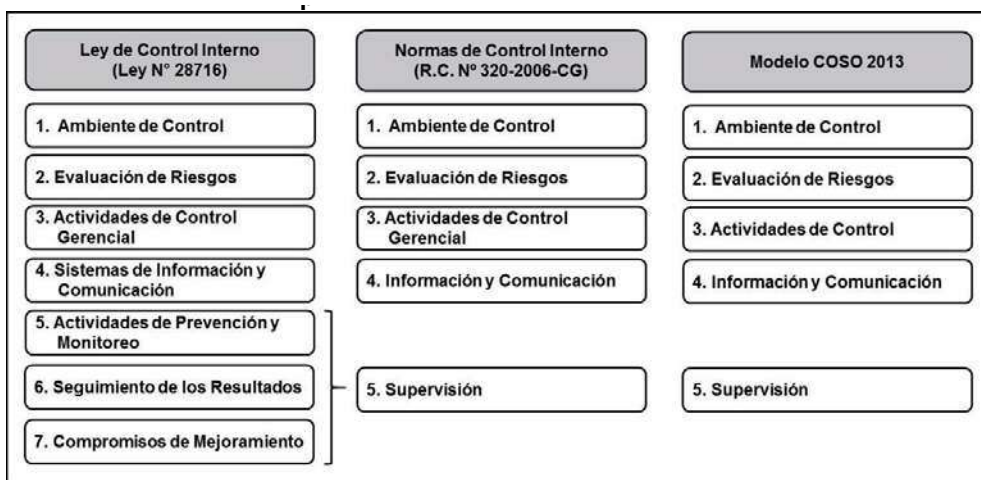 Ley de Control Interno
(Ley N° 28716)
1. Ambiente de Control
2. Evaluación de Riesgos
3. Actividades de Control
Gerencial
4. Sistemas de Información y
Comunicación
5. Actividades de Prevención y
Monitoreo
6. Seguimiento de los Resultados
7. Compromisos de Mejoramiento
Normas de Control Interno
(R.C. Nº 320-2006-CG)
1. Ambiente de Control
2. Evaluación de Riesgos
3. Actividades de Control
Gerencial
4. Información y Comunicación
5. Supervisión
Modelo COSO 2013
1. Ambiente de Control
2. Evaluación de Riesgos
3. Actividades de Control
4. Información y Comunicación
5. Supervisión